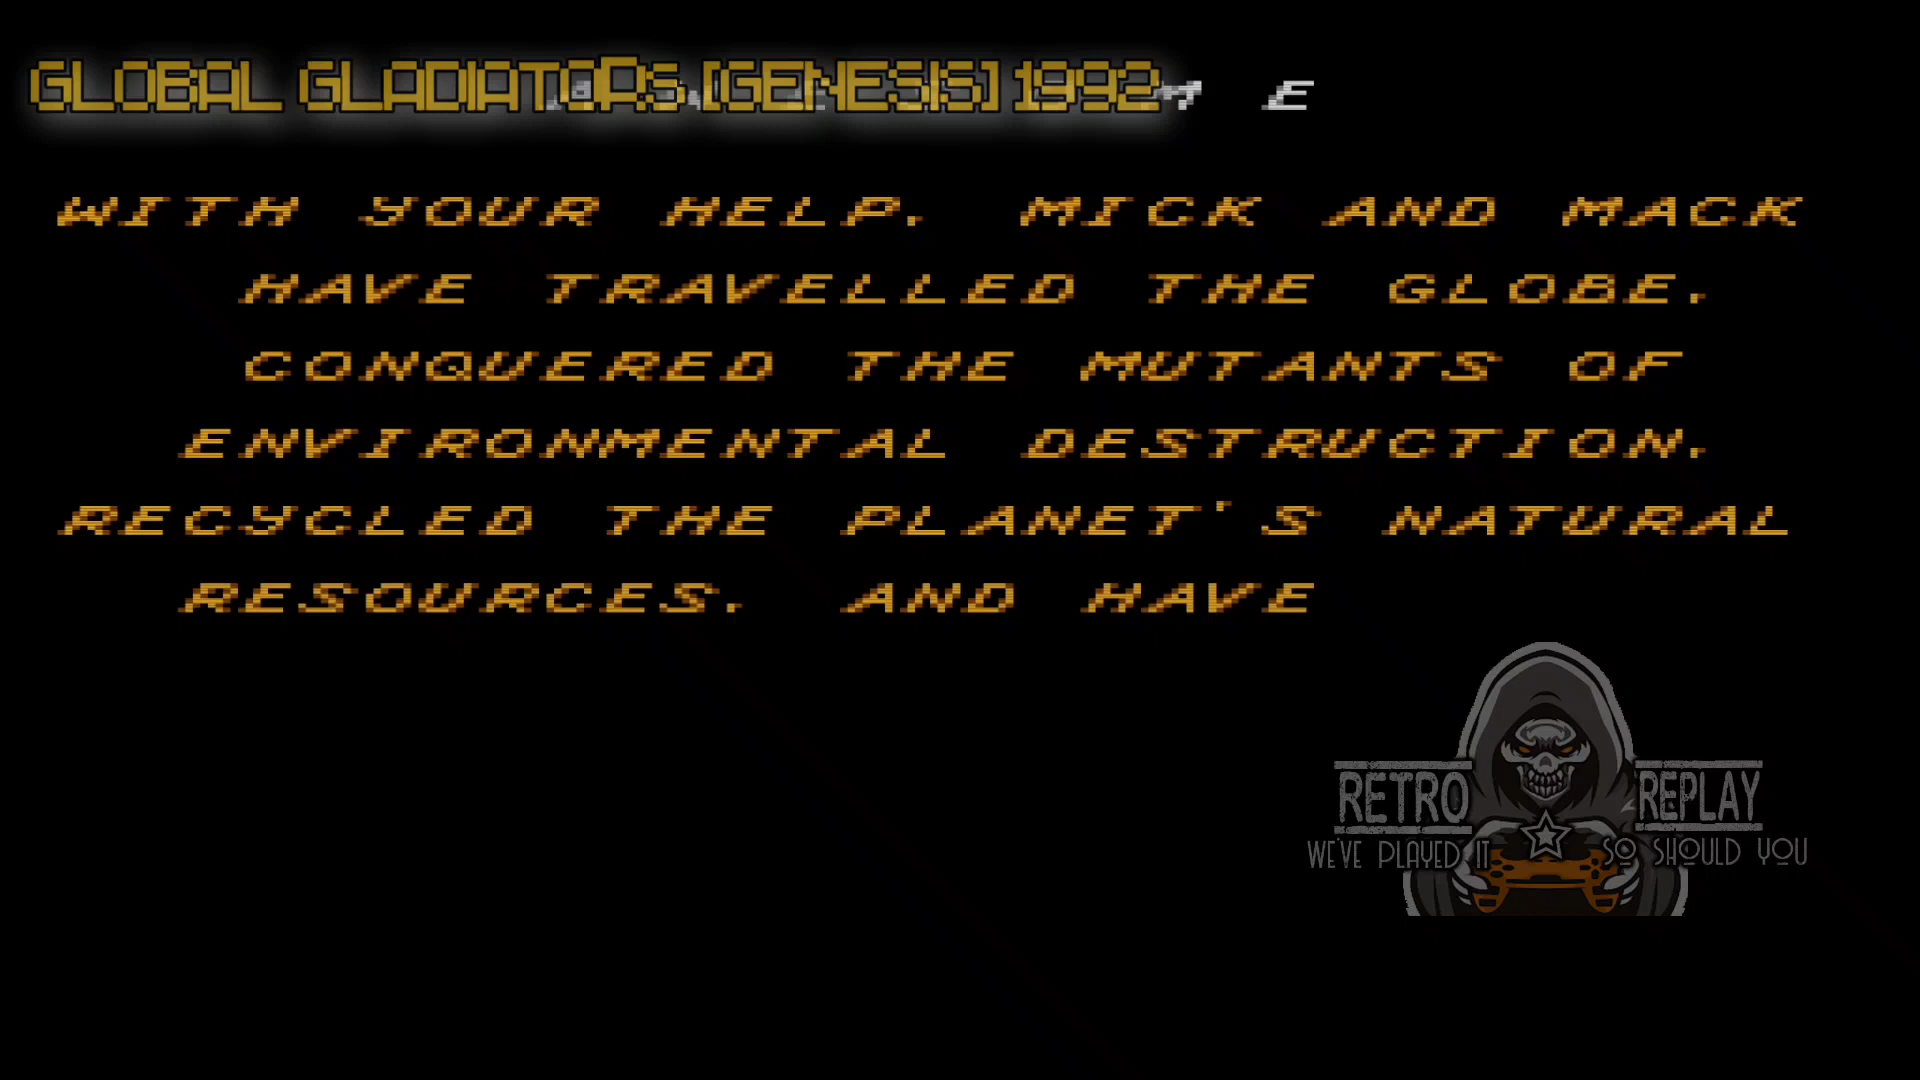 GLOBAL GLADIATORS [GENESIS] 1992
M E
WITH YOUR HELP. MICK AND MACK
HAVE TRAVELLED THE GLOBE.
CONQUERED THE MUTANTS OF
ENVIRONMENTAL DESTRUCTION.
RECYCLED THE PLANET'S NATURAL
RESOURCES. AND HAVE
RETRO REPLAY
WE'VE PLAYED IT SO SHOULD YOU